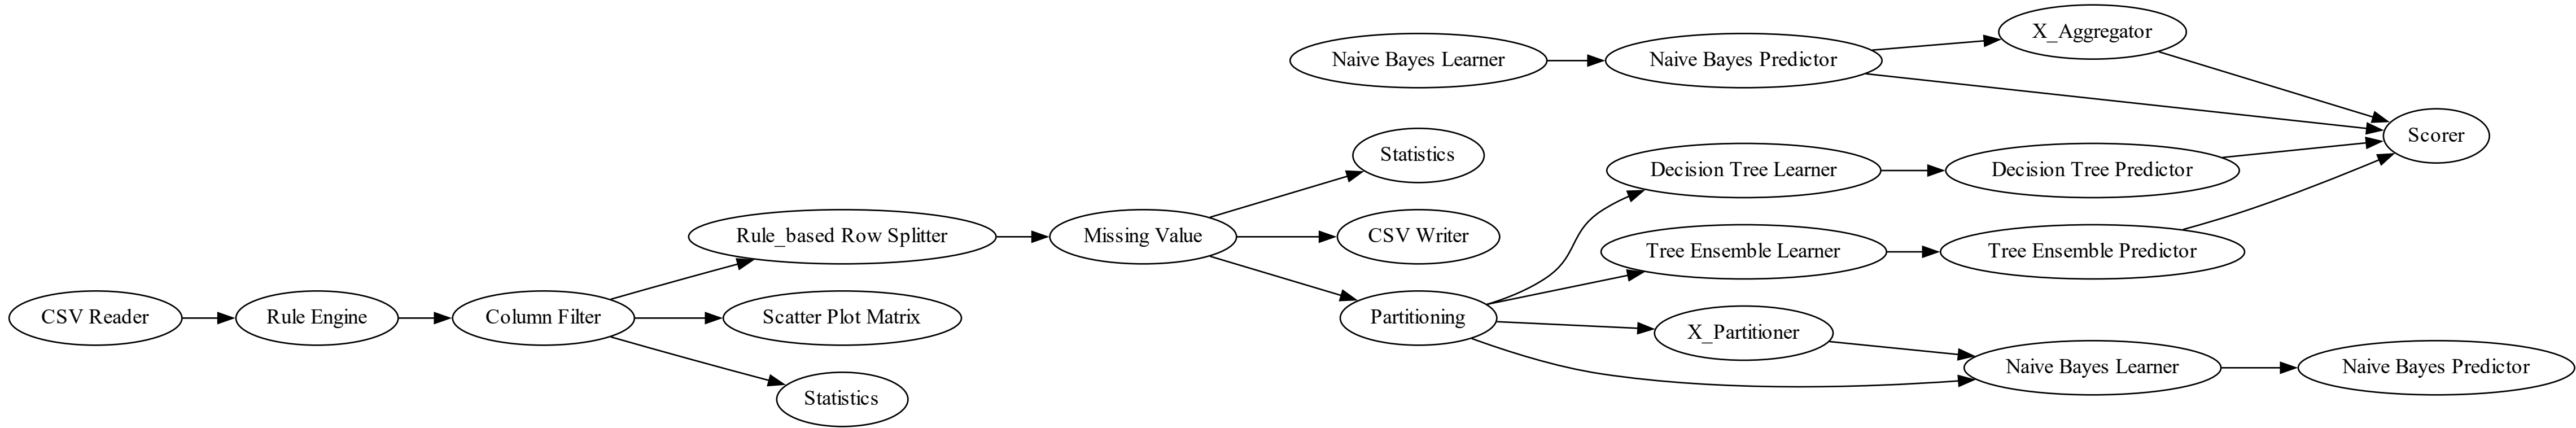 CSV Reader
Rule Engine
Column Filter
Rule_based Row Splitter
Scatter Plot Matrix
Statistics
Missing Value
Statistics
CSV Writer
Partitioning
Naive Bayes Learner
Naive Bayes Predictor
X_Aggregator
Decision Tree Learner
Decision Tree Predictor
Tree Ensemble Learner
Tree Ensemble Predictor
X_Partitioner
Naive Bayes Learner
Naive Bayes Predictor
Scorer